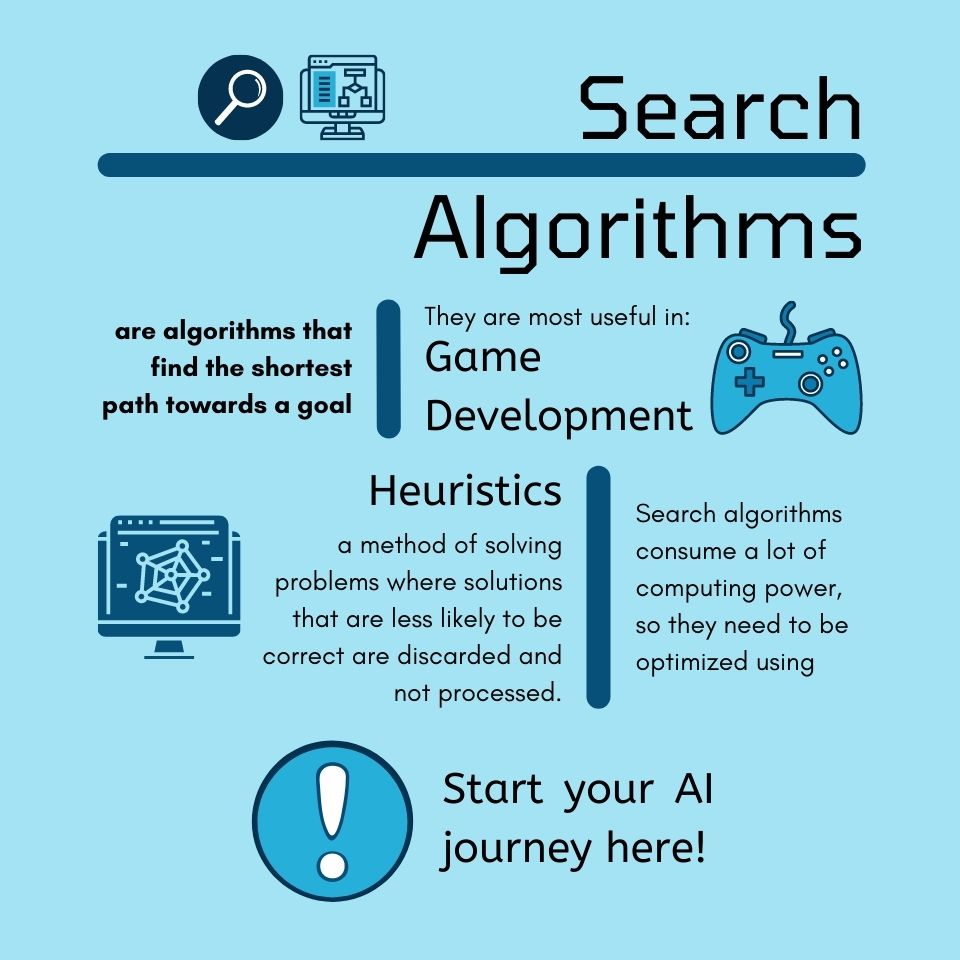 Search
Algorithms
are algorithms that
find the shortest
path towards a goal
They are most useful in:
Game
Development
Search algorithms
consume a lot of
computing power,
so they need to be
optimized using
Heuristics
a method of solving
problems where solutions
that are less likely to be
correct are discarded and
not processed.
Start your AI
journey here!